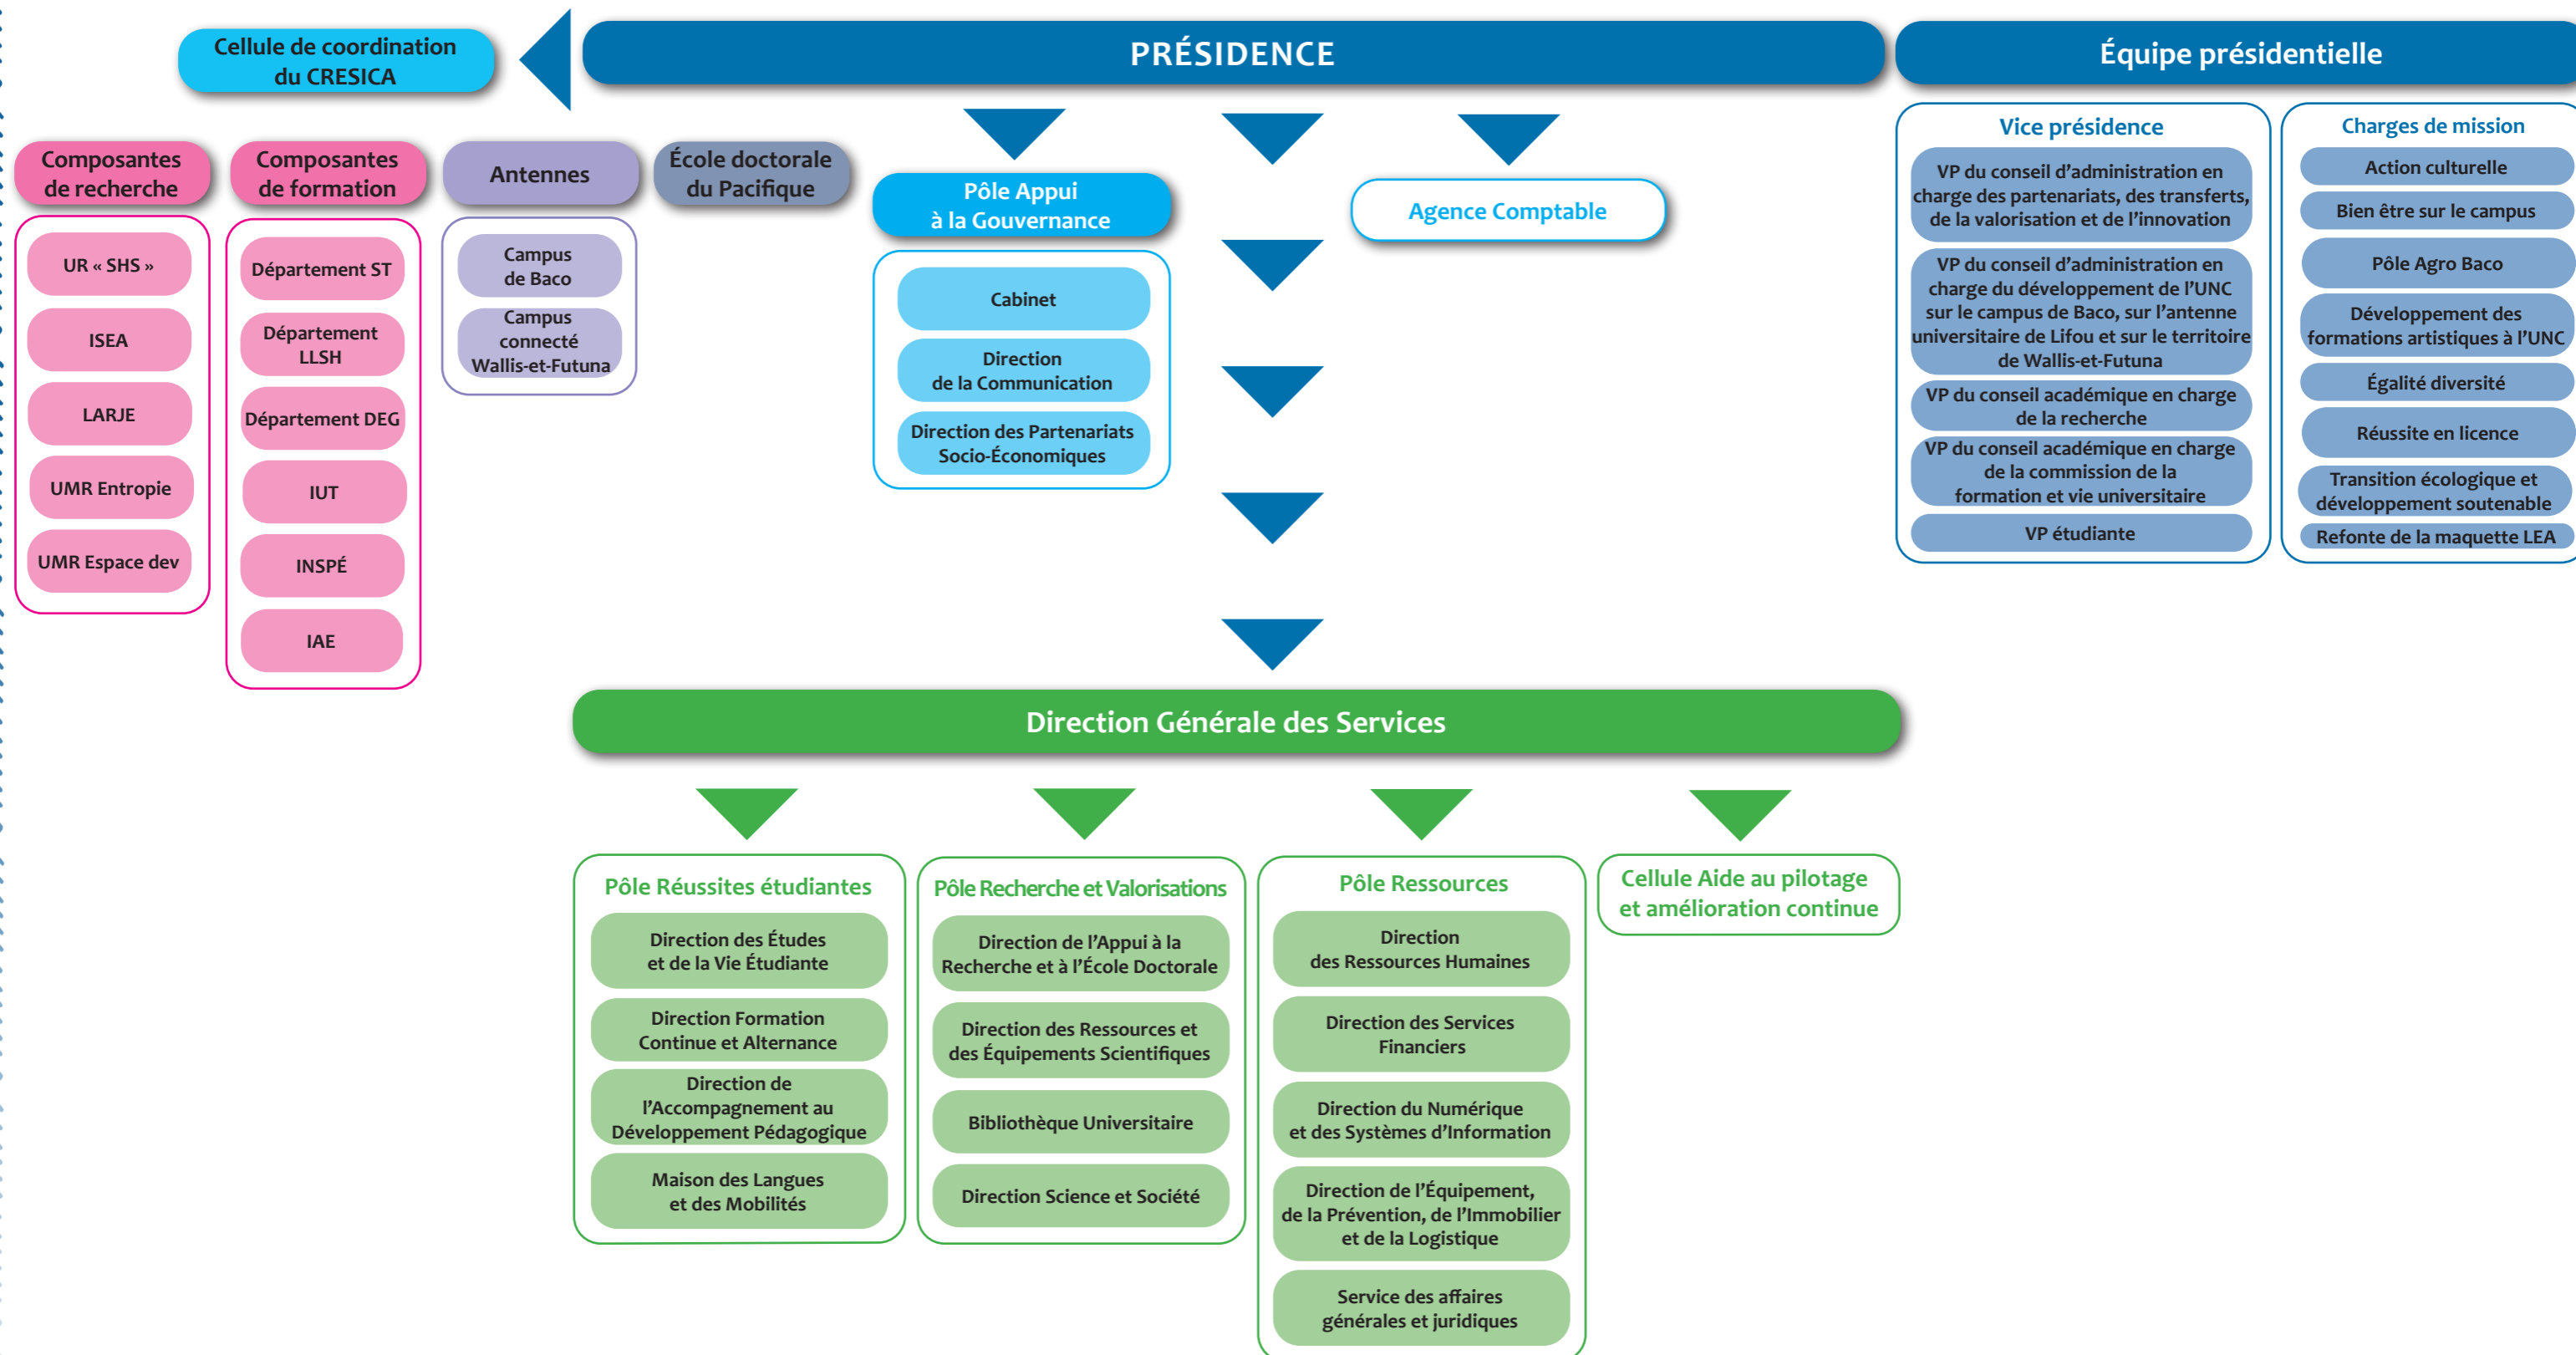 Cellule de coordination
du CRESICA
PRÉSIDENCE
Équipe présidentielle
Composantes
de recherche
UR « SHS »
ISEA
LARJE
UMR Entropie
UMR Espace dev
Composantes
de formation
Département ST
Département
LLSH
Département DEG
IUT
INSPÉ
IAE
Antennes
Campus
de Baco
Campus
connecté
Wallis-et-Futuna
École doctorale
du Pacifique
Pôle Appui
à la Gouvernance
Cabinet
Direction
de la Communication
Direction des Partenariats
Socio-Économiques
Agence Comptable
Vice présidence
VP du conseil d’administration en
charge des partenariats, des transferts,
de la valorisation et de l’innovation
VP du conseil d’administration en
charge du développement de l’UNC
sur le campus de Baco, sur l’antenne
universitaire de Lifou et sur le territoire
de Wallis-et-Futuna
VP du conseil académique en charge
de la recherche
VP du conseil académique en charge
de la commission de la
formation et vie universitaire
VP étudiante
Charges de mission
Action culturelle
Bien être sur le campus
Pôle Agro Baco
Développement des
formations artistiques à l’UNC
Égalité diversité
Réussite en licence
Transition écologique et
développement soutenable
Refonte de la maquette LEA
Direction Générale des Services
Pôle Réussites étudiantes
Direction des Études
et de la Vie Étudiante
Direction Formation
Continue et Alternance
Direction de
l’Accompagnement au
Développement Pédagogique
Maison des Langues
et des Mobilités
Pôle Recherche et Valorisations
Direction de l’Appui à la
Recherche et à l’École Doctorale
Direction des Ressources et
des Équipements Scientifiques
Bibliothèque Universitaire
Direction Science et Société
Pôle Ressources
Direction
des Ressources Humaines
Direction des Services
Financiers
Direction du Numérique
et des Systèmes d’Information
Direction de l’Équipement,
de la Prévention, de l’Immobilier
et de la Logistique
Service des affaires
générales et juridiques
Cellule Aide au pilotage
et amélioration continue